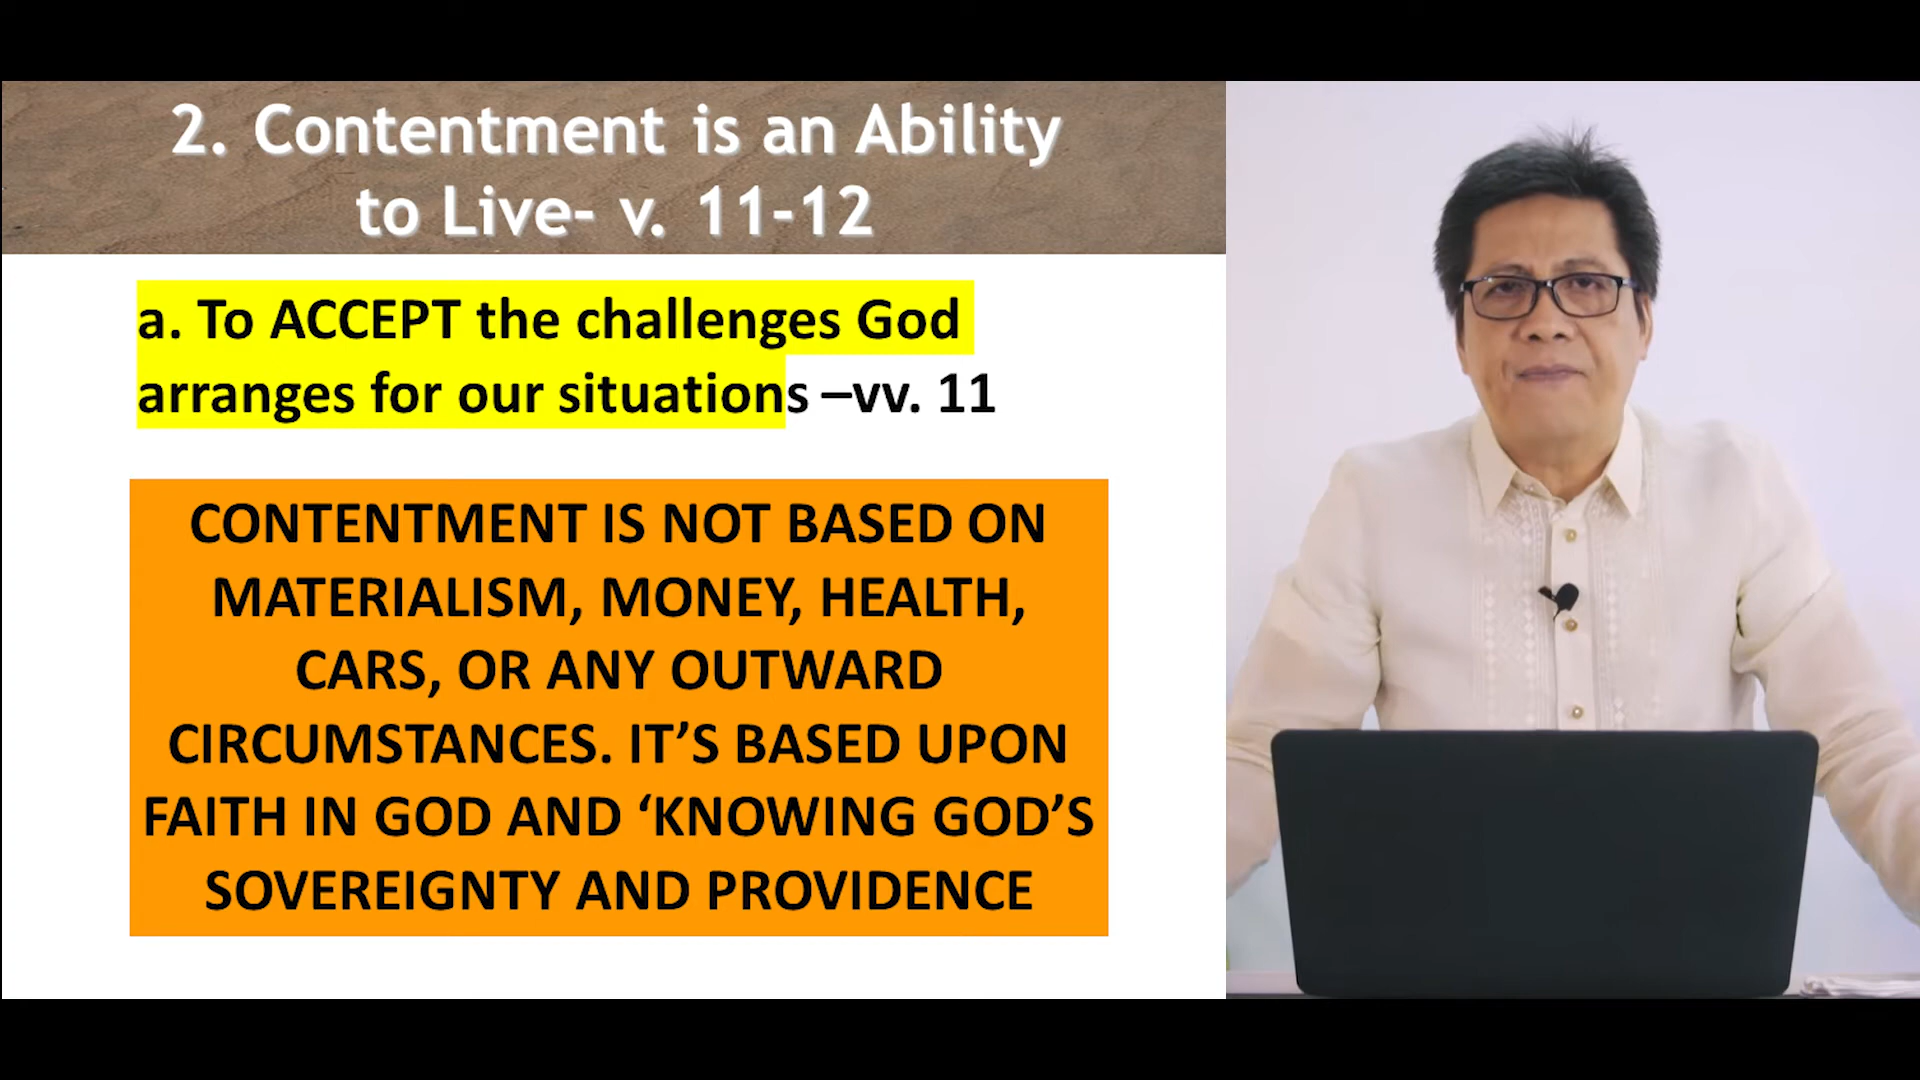 2. Contentment is an Ability
to Live- v. 11-12
a. To ACCEPT the challenges God
arranges for our situations –vv. 11
CONTENTMENT IS NOT BASED ON
MATERIALISM, MONEY, HEALTH,
CARS, OR ANY OUTWARD
CIRCUMSTANCES. IT’S BASED UPON
FAITH IN GOD AND ‘KNOWING GOD’S
SOVEREIGNTY AND PROVIDENCE